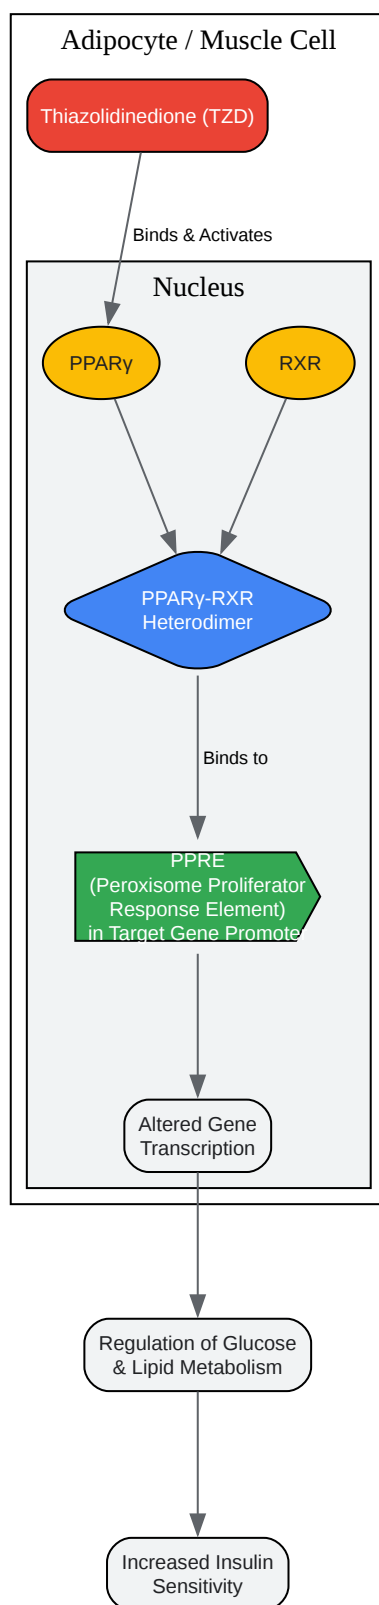 Adipocyte / Muscle Cell
Thiazolidinedione (TZD)
Binds & Activates
Nucleus
PPARγ
RXR
PPARγ-RXR
Heterodimer
Binds to
PPRE
(Peroxisome Proliferator
Response Element)
in Target Gene Promoter
Altered Gene
Transcription
Regulation of Glucose
& Lipid Metabolism
Increased Insulin
Sensitivity